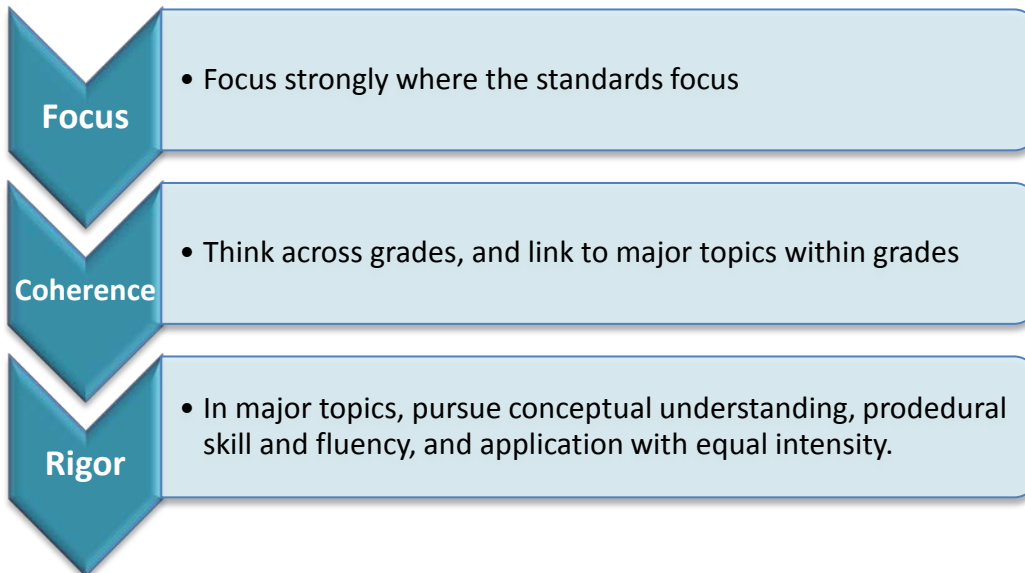 Focus
• Focus strongly where the standards focus
Coherence
• Think across grades, and link to major topics within grades
Rigor
• In major topics, pursue conceptual understanding, prodedural
skill and fluency, and application with equal intensity.